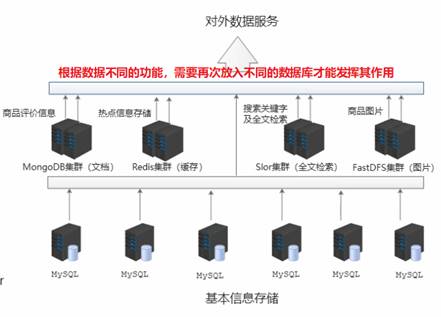 对外数据服务
根据数据不同的功能，需要再次放入不同的数据库才能发挥其作用
商品评价信息
热点信息存储
搜素关键字
及全文检索
商品图片
MongoDB集群（文档）
Redis集群（缓存）
Slor集群（全文检索）
FastDFS集群（图片）
MySQL
MySQL
MySQL
MySQL
MySQL
MySQL
r
基本信息存储